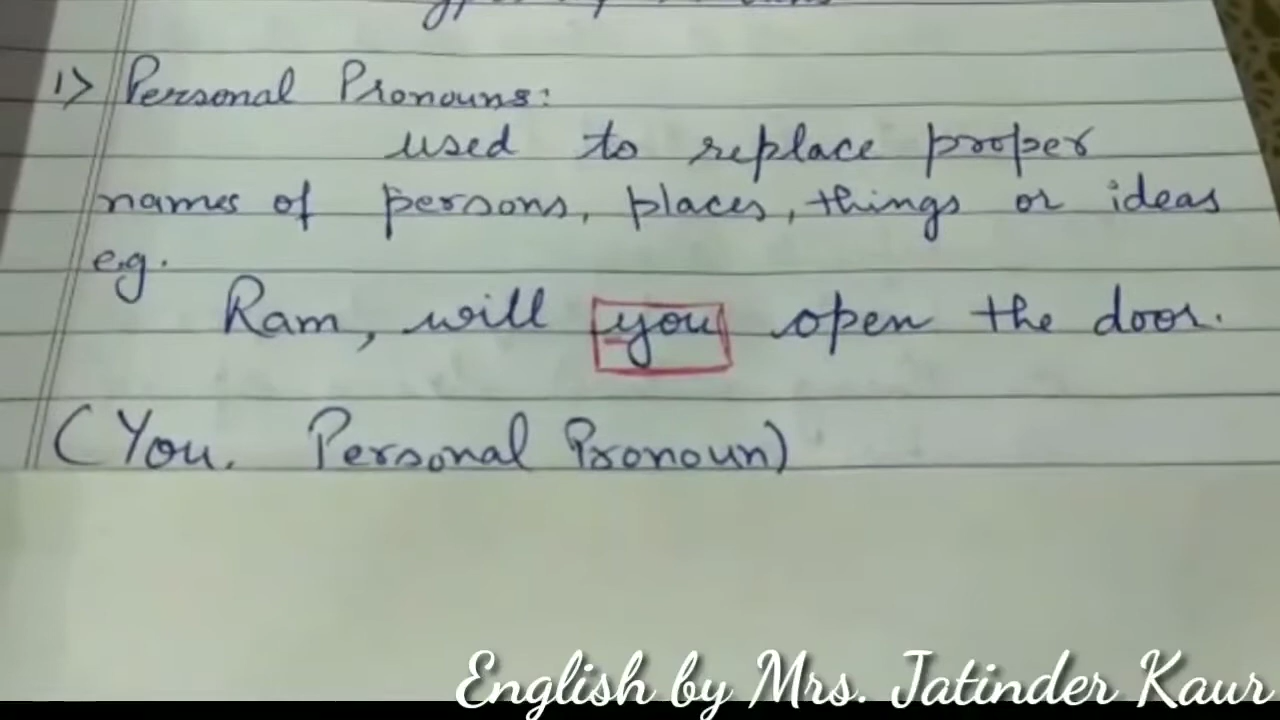 1) Personal Pronouns:
used to replace proper
names of persons, places, things or ideas
e.g.
Ram, will you open the door.
(You. Personal Pronoun)
English by Mrs. Jatinder Kaur